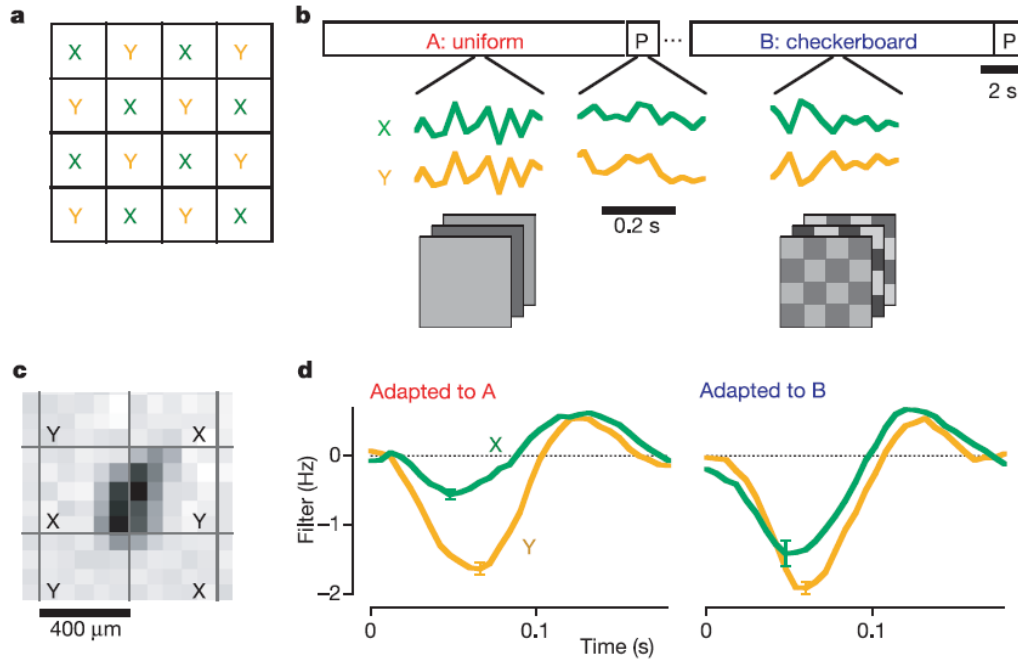 a
X Y X Y
Y X Y X
X Y X Y
Y X Y X
b
A: uniform P ... B: checkerboard P
2 s
X
Y
0.2 s
c
Y X
X Y
Y X
400 μm
d
Adapted to A Adapted to B
Filter (Hz)
0
−1
−2
X
Y
0 0.1 0 0.1
Time (s)